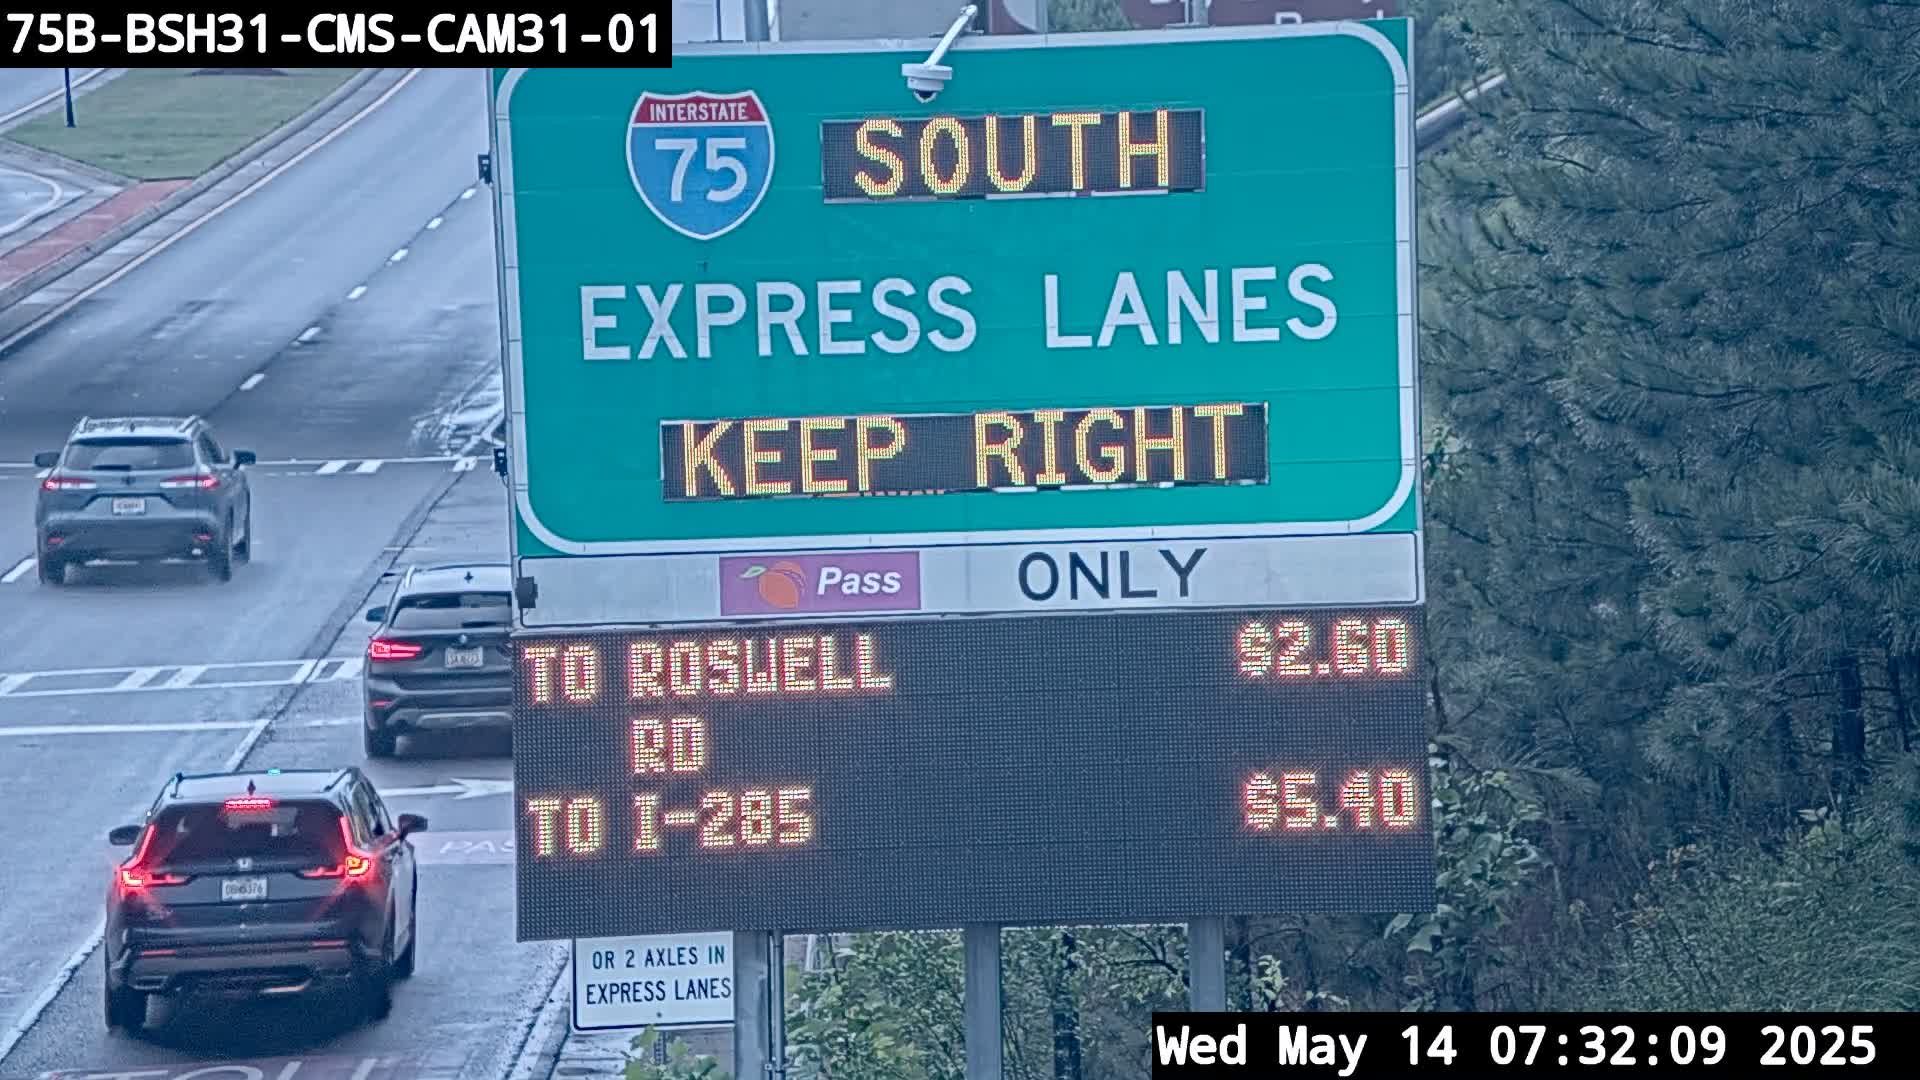 75B-BSH31-CMS-CAM31-01
INTERSTATE
75
SOUTH
EXPRESS LANES
KEEP RIGHT
Pass ONLY
TO ROSWELL $2.60
RD
TO I-285 $5.40
OR 2 AXLES IN
EXPRESS LANES
TOLL
Wed May 14 07:32:09 2025